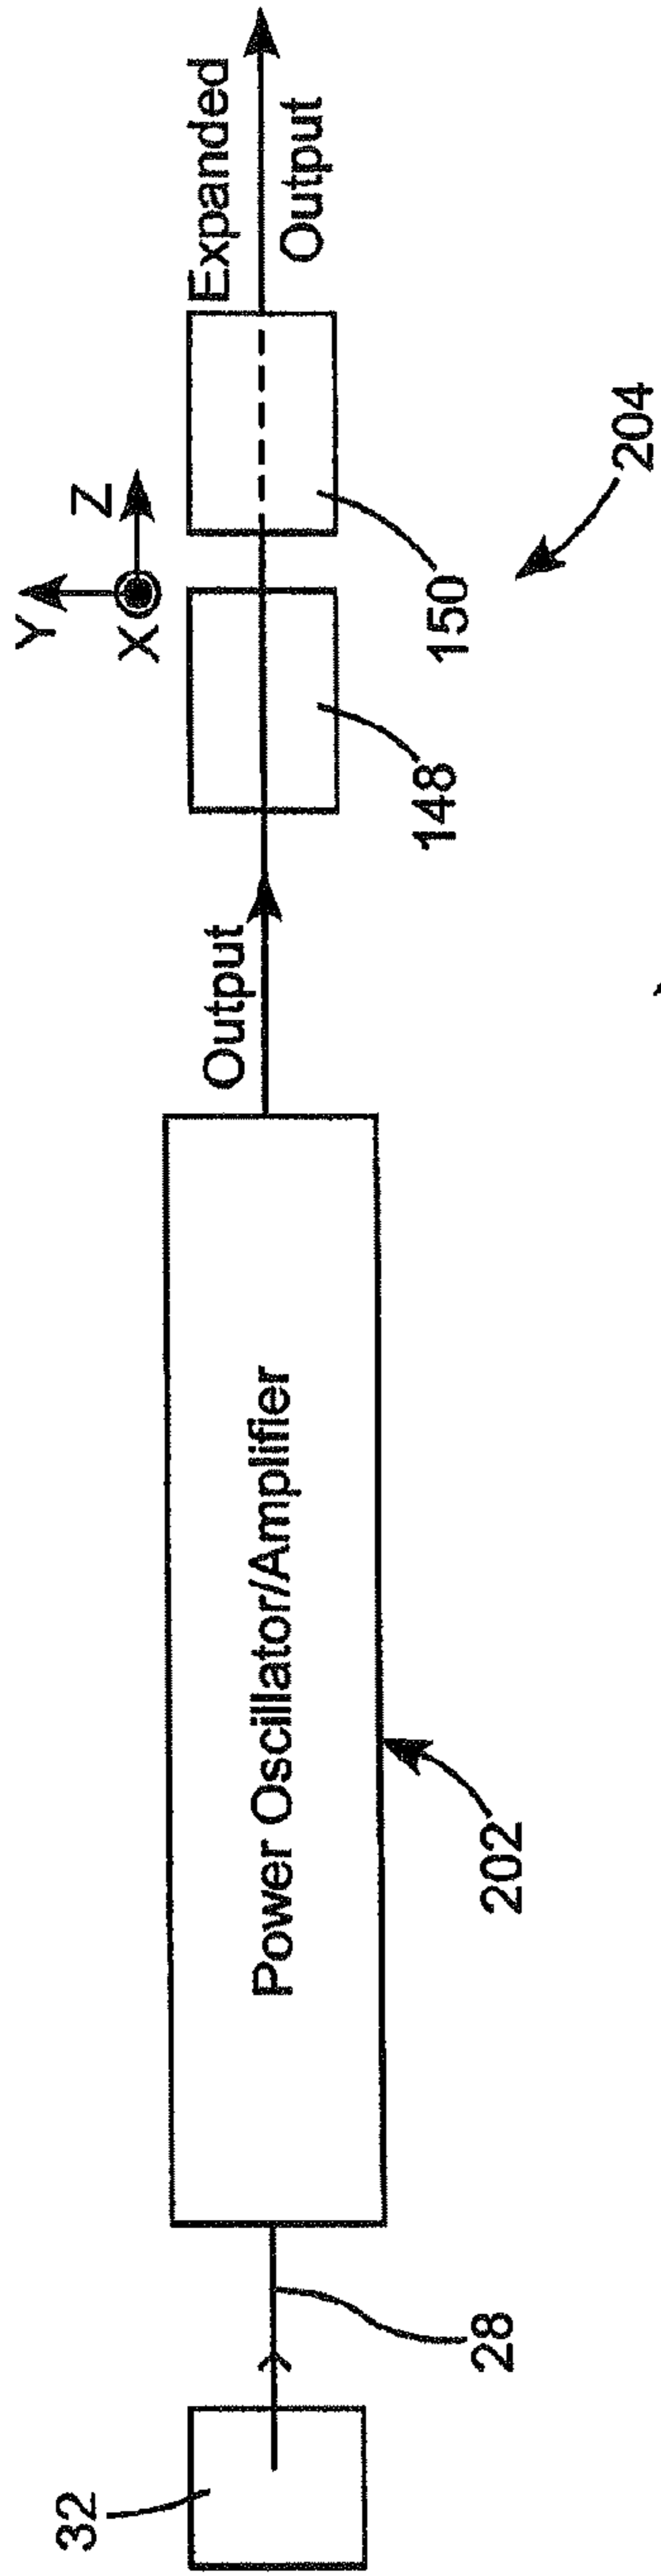 32
28
Power Oscillator/Amplifier
202
Output
148
Y
X
Z
150
204
Expanded
Output